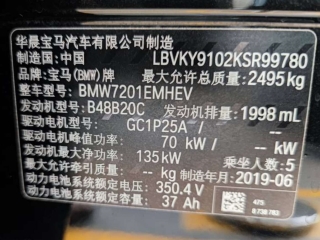 华晨宝马汽车有限公司制造
制造国: 中国 LBVKY9102KSR99780
品牌: 宝马(BMW)牌 最大允许总质量: 2495kg
整车型号: BMW7201EMHEV
发动机型号: B48B20C 发动机排量: 1998 mL
驱动电机型号: GC1P25A /
驱动电机峰值功率: 70 kW / kW
发动机最大净功率: 135kW 乘坐人数: 5
最大允许牵引质量: -- kg 制造年月: 2019-06
动力电池系统额定电压: 350.4 V
动力电池系统额定容量: 37 Ah
475